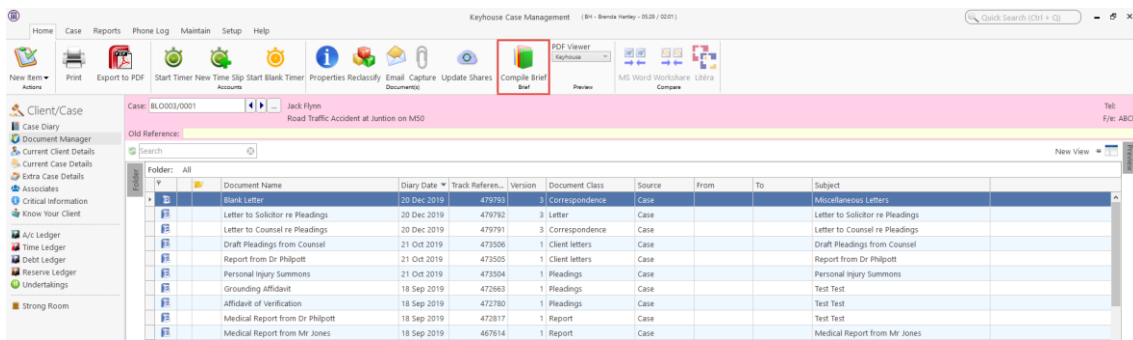 Keyhouse Case Management (BH - Brenda Hartley - 05.29 / 02.01)
Quick Search (Ctrl + Q)
Home Case Reports Phone Log Maintain Setup Help
PDF Viewer
Keyhouse
New Item Print Export to PDF Start Timer New Time Slip Start Blank Timer Properties Reclassify Email Capture Update Shares Compile Brief MS Word Workshare Litéra
Actions Accounts Document(s) Brief Preview Compare
Client/Case
Case Diary
Document Manager
Current Client Details
Current Case Details
Extra Case Details
Associates
Critical Information
Know Your Client
A/c Ledger
Time Ledger
Debt Ledger
Reserve Ledger
Undertakings
Strong Room
Case: BLO003/0001 ... Jack Flynn Tel:
Road Traffic Accident at Juntion on M50 F/e: ABC
Old Reference:
Search New View
Preview
Folder
Folder: All
Document Name Diary Date Track Referen... Version Document Class Source From To Subject
Blank Letter 20 Dec 2019 479793 3 Correspondence Case Miscellaneous Letters
Letter to Solicitor re Pleadings 20 Dec 2019 479792 3 Letter Case Letter to Solicitor re Pleadings
Letter to Counsel re Pleadings 20 Dec 2019 479791 3 Correspondence Case Letter to Counsel re Pleadings
Draft Pleadings from Counsel 21 Oct 2019 473506 1 Client letters Case Draft Pleadings from Counsel
Report from Dr Philpott 21 Oct 2019 473505 1 Client letters Case Report from Dr Philpott
Personal Injury Summons 21 Oct 2019 473504 1 Pleadings Case Personal Injury Summons
Grounding Affidavit 18 Sep 2019 472663 1 Pleadings Case Test Test
Affidavit of Verification 18 Sep 2019 472780 1 Pleadings Case Test Test
Medical Report from Dr Philpott 18 Sep 2019 472817 1 Report Case Test Test
Medical Report from Mr Jones 18 Sep 2019 467614 1 Report Case Medical Report from Mr Jones